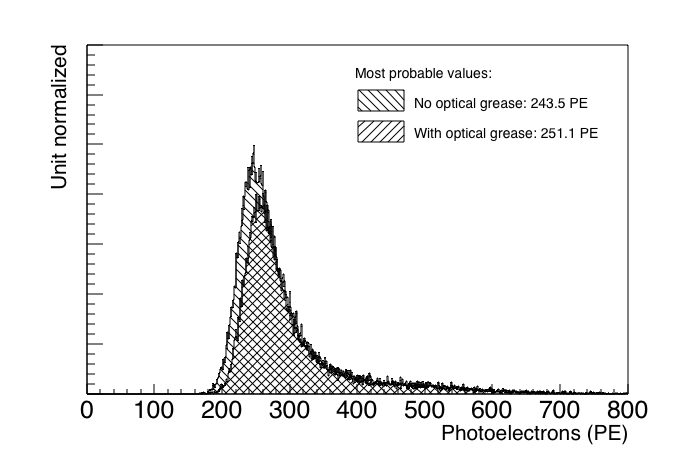 Unit normalized
Most probable values:
No optical grease: 243.5 PE
With optical grease: 251.1 PE
0 100 200 300 400 500 600 700 800
Photoelectrons (PE)